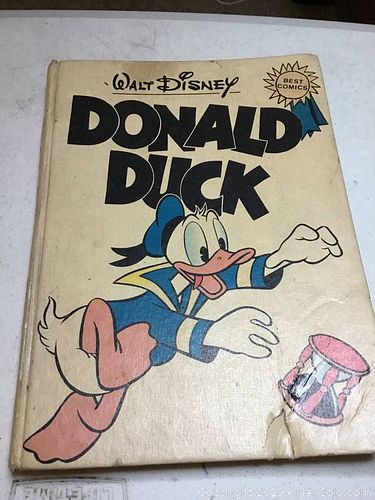 WALT DISNEY
BEST
COMICS
DONALD
DUCK